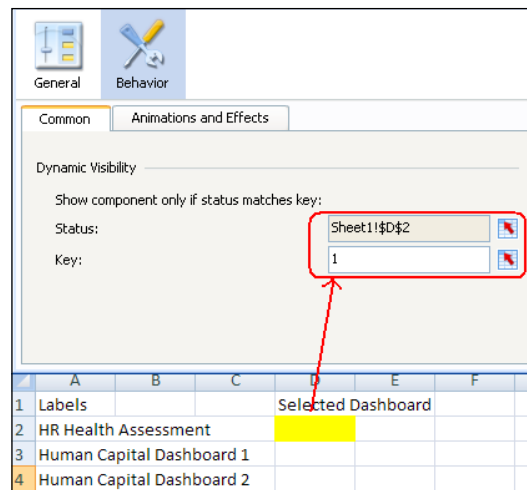 General Behavior
Common Animations and Effects
Dynamic Visibility
Show component only if status matches key:
Status: Sheet1!$D$2
Key: 1
A B C D E F
1 Labels Selected Dashboard
2 HR Health Assessment
3 Human Capital Dashboard 1
4 Human Capital Dashboard 2